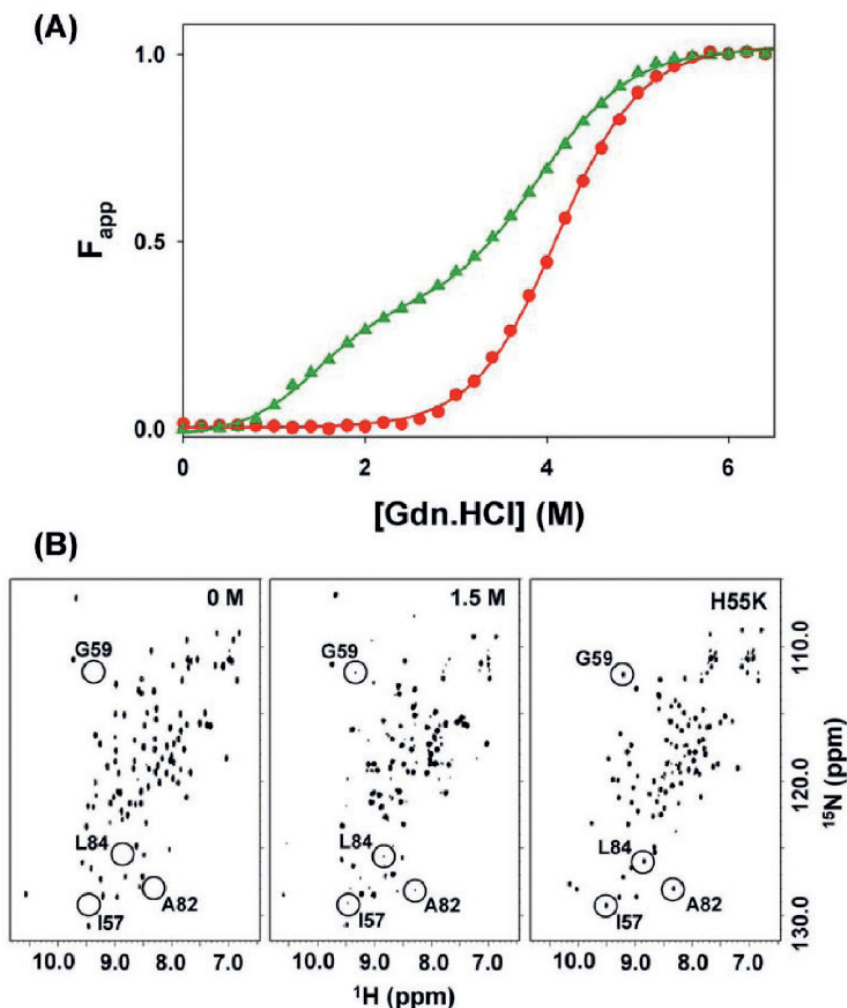 (A)
1.0
0.5
0.0
F_app
0 2 4 6
[Gdn.HCl] (M)
(B)
0 M 1.5 M H55K
G59 G59 G59
L84 L84 L84
A82 A82 A82
I57 I57 I57
110.0
120.0
130.0
15N (ppm)
10.0 9.0 8.0 7.0 10.0 9.0 8.0 7.0 10.0 9.0 8.0 7.0
1H (ppm)